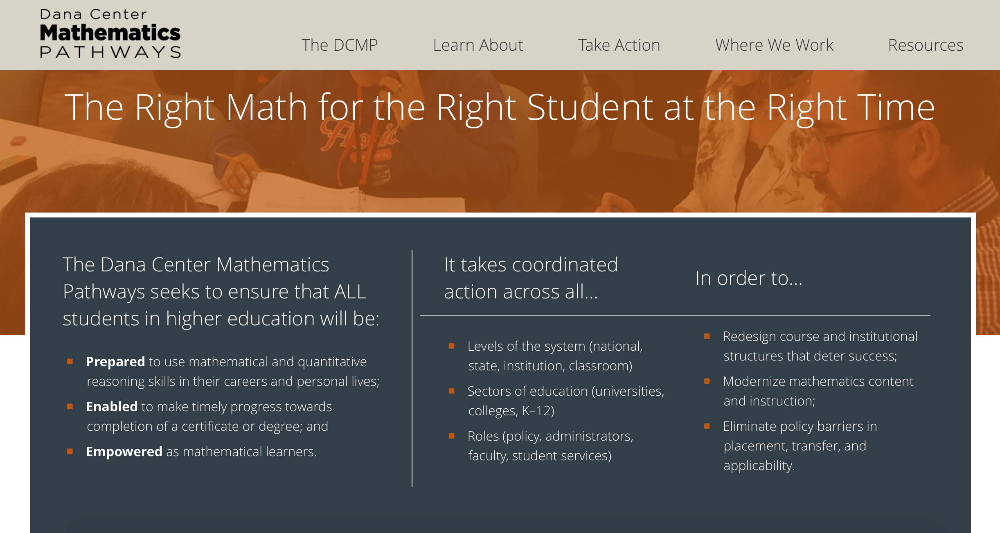 Dana Center
Mathematics
PATHWAYS
The DCMP
Learn About
Take Action
Where We Work
Resources
The Right Math for the Right Student at the Right Time
The Dana Center Mathematics
Pathways seeks to ensure that ALL
students in higher education will be:
Prepared to use mathematical and quantitative
reasoning skills in their careers and personal lives;
Enabled to make timely progress towards
completion of a certificate or degree; and
Empowered as mathematical learners.
It takes coordinated
action across all...
Levels of the system (national,
state, institution, classroom)
Sectors of education (universities,
colleges, K–12)
Roles (policy, administrators,
faculty, student services)
In order to...
Redesign course and institutional
structures that deter success;
Modernize mathematics content
and instruction;
Eliminate policy barriers in
placement, transfer, and
applicability.